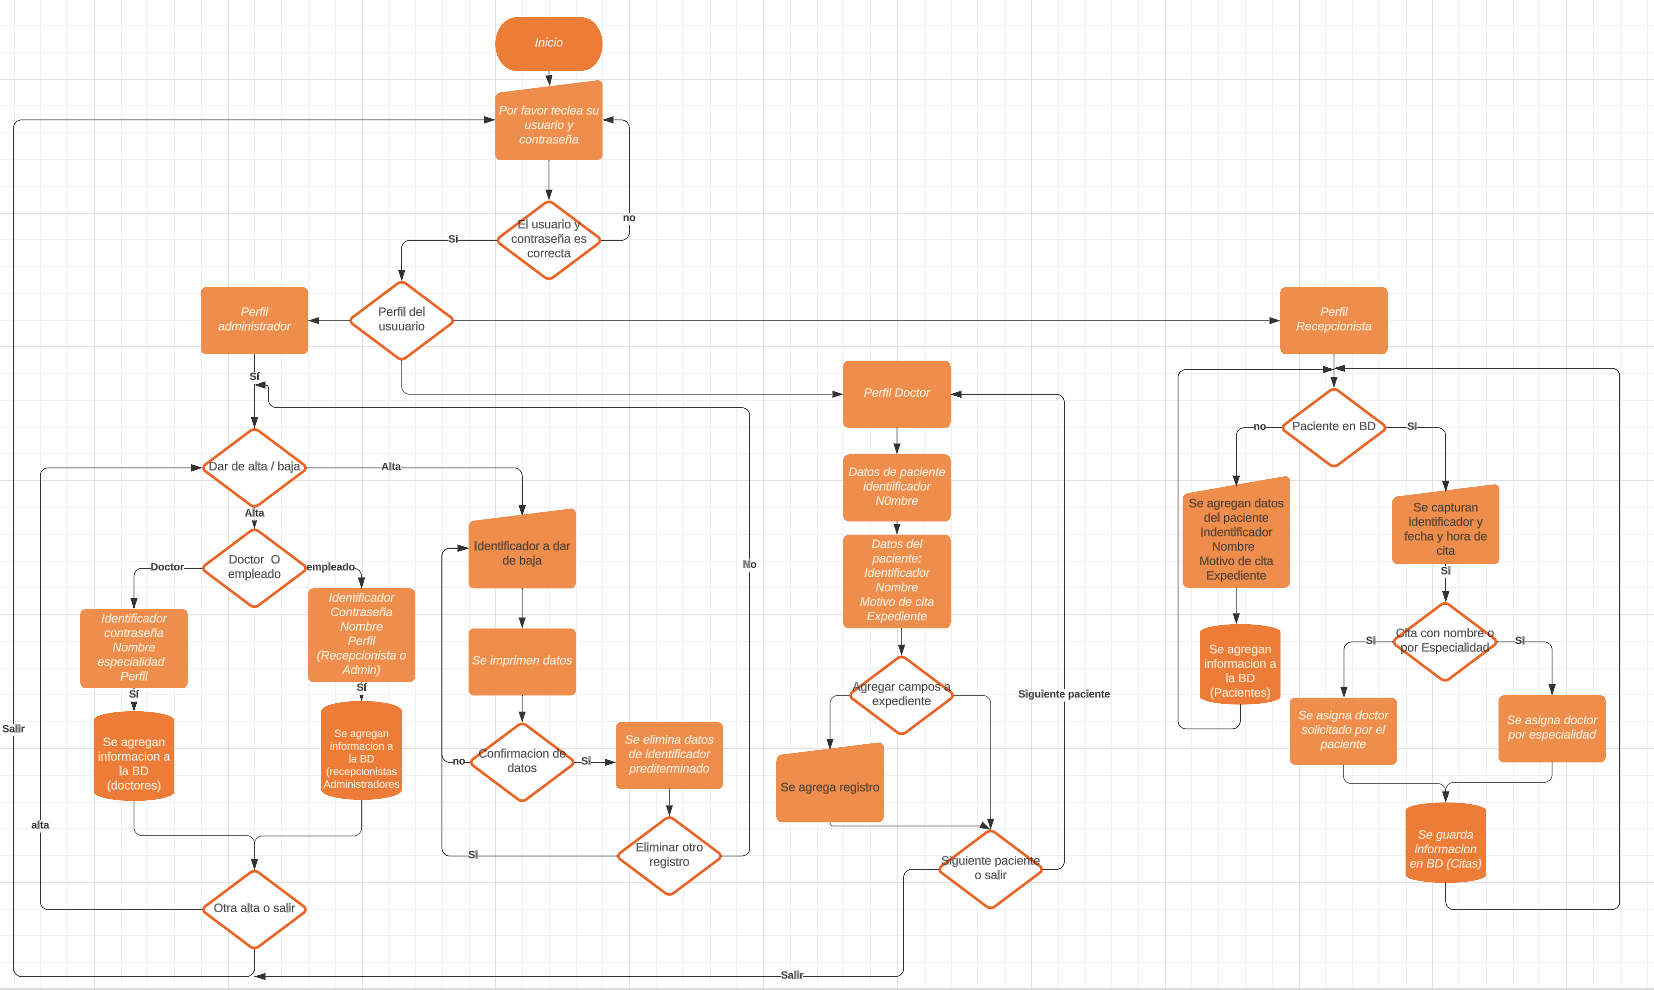 Inicio
Por favor teclea su
usuario y
contraseña
El usuario y
contraseña es
correcta
no
Sí
Perfil del
usuuario
Perfil
administrador
Sí
Dar de alta / baja
Alta
Alta
Doctor O
empleado
Doctor
empleado
Identificador
contraseña
Nombre
especialidad
Perfil
Sí
Se agregan
informacion a
la BD
(doctores)
Identificador
Contraseña
Nombre
Perfil
(Recepcionista o
Admin)
Sí
Se agregan
informacion a
la BD
(recepcionistas
Administradores
Otra alta o salir
alta
Salir
Identificador a dar
de baja
Se imprimen datos
Confirmacion de
datos
no
Si
Se elimina datos
de identificador
prediterminado
Eliminar otro
registro
Si
No
Perfil Doctor
Datos de paciente
identiificador
N0mbre
Datos del
paciente:
Identificador
Nombre
Motivo de cita
Expediente
Agregar campos a
expediente
Se agrega registro
Siguiente paciente
o salir
Siguiente paciente
Salir
Perfil
Recepcionista
Paciente en BD
no
Si
Se agregan datos
del paciente
Indentificador
Nombre
Motivo de cita
Expediente
Se agregan
informacion a
la BD
(Pacientes)
Se capturan
identificador y
fecha y hora de
cita
Si
Cita con nombre o
por Especialidad
Si
Si
Se asigna doctor
solicitado por el
paciente
Se asigna doctor
por especialidad
Se guarda
informacion
en BD (Citas)